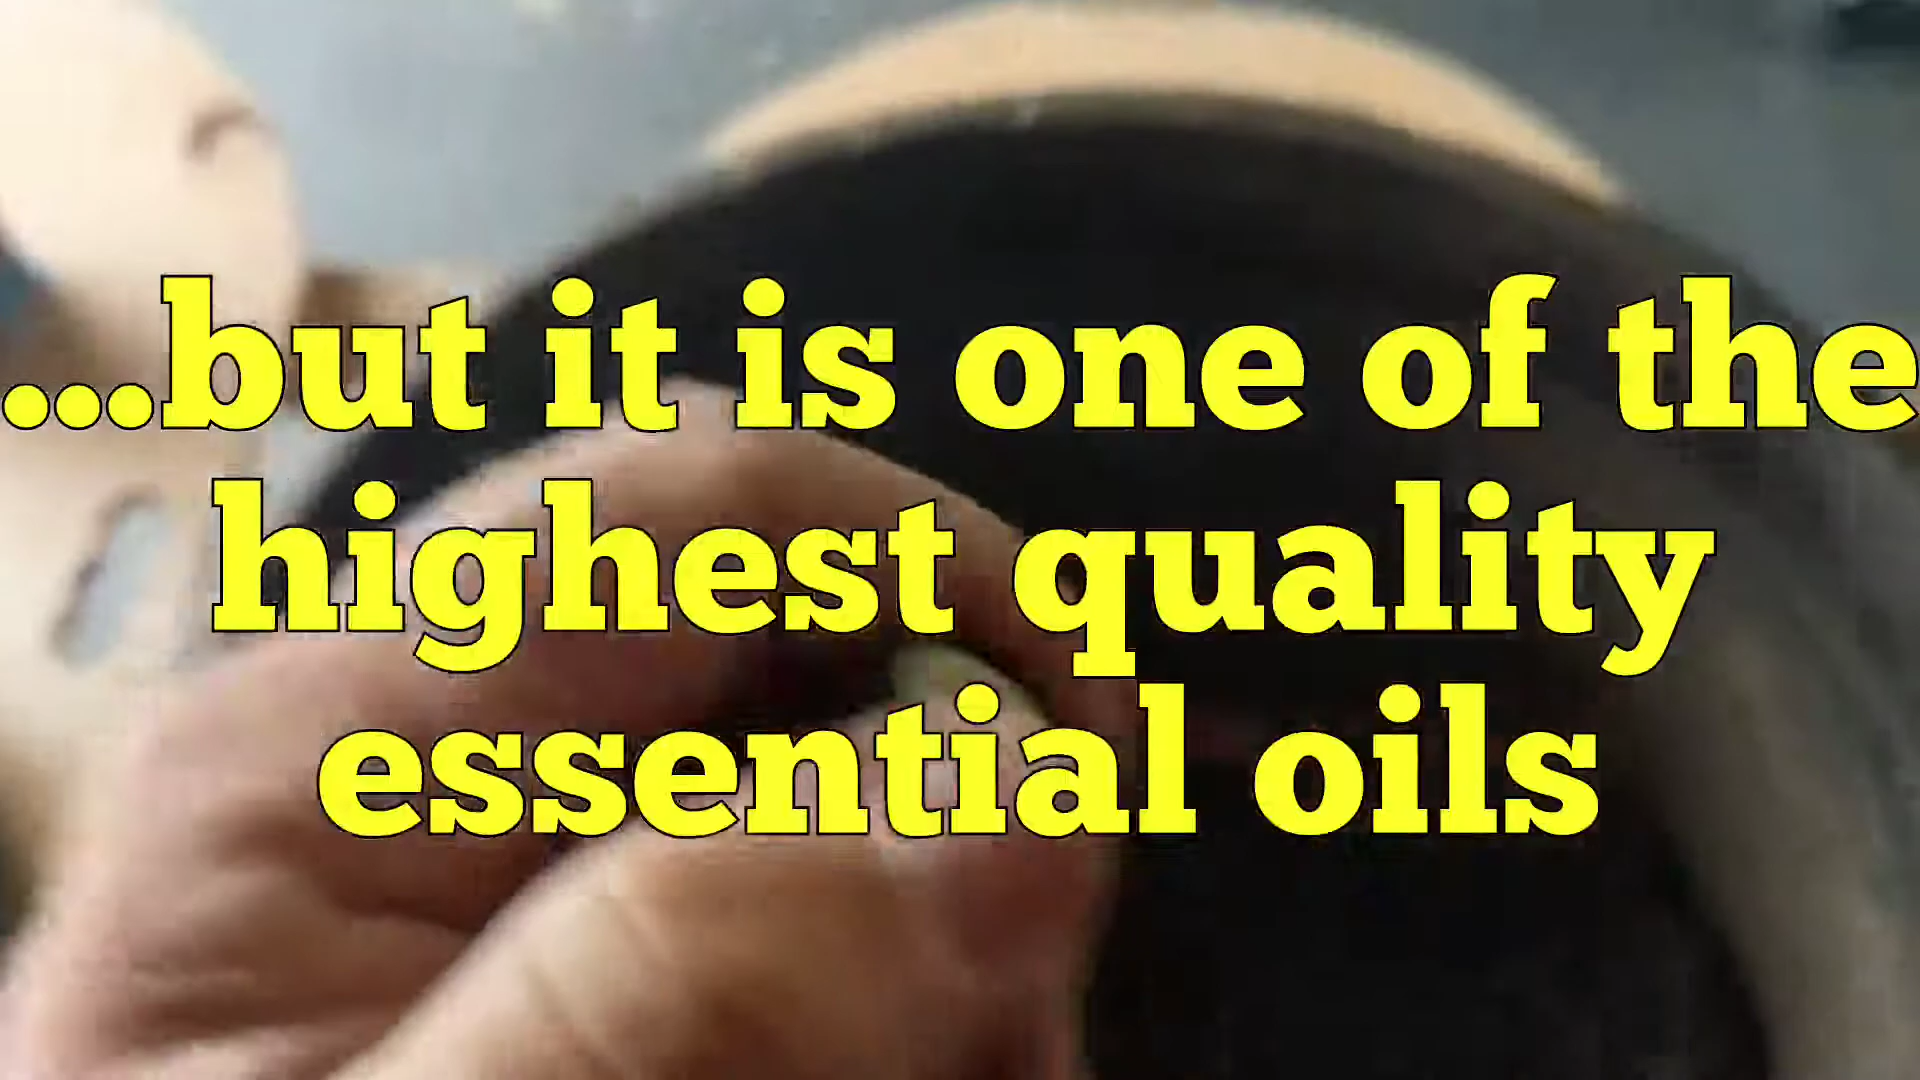 ...but it is one of the
highest quality
essential oils